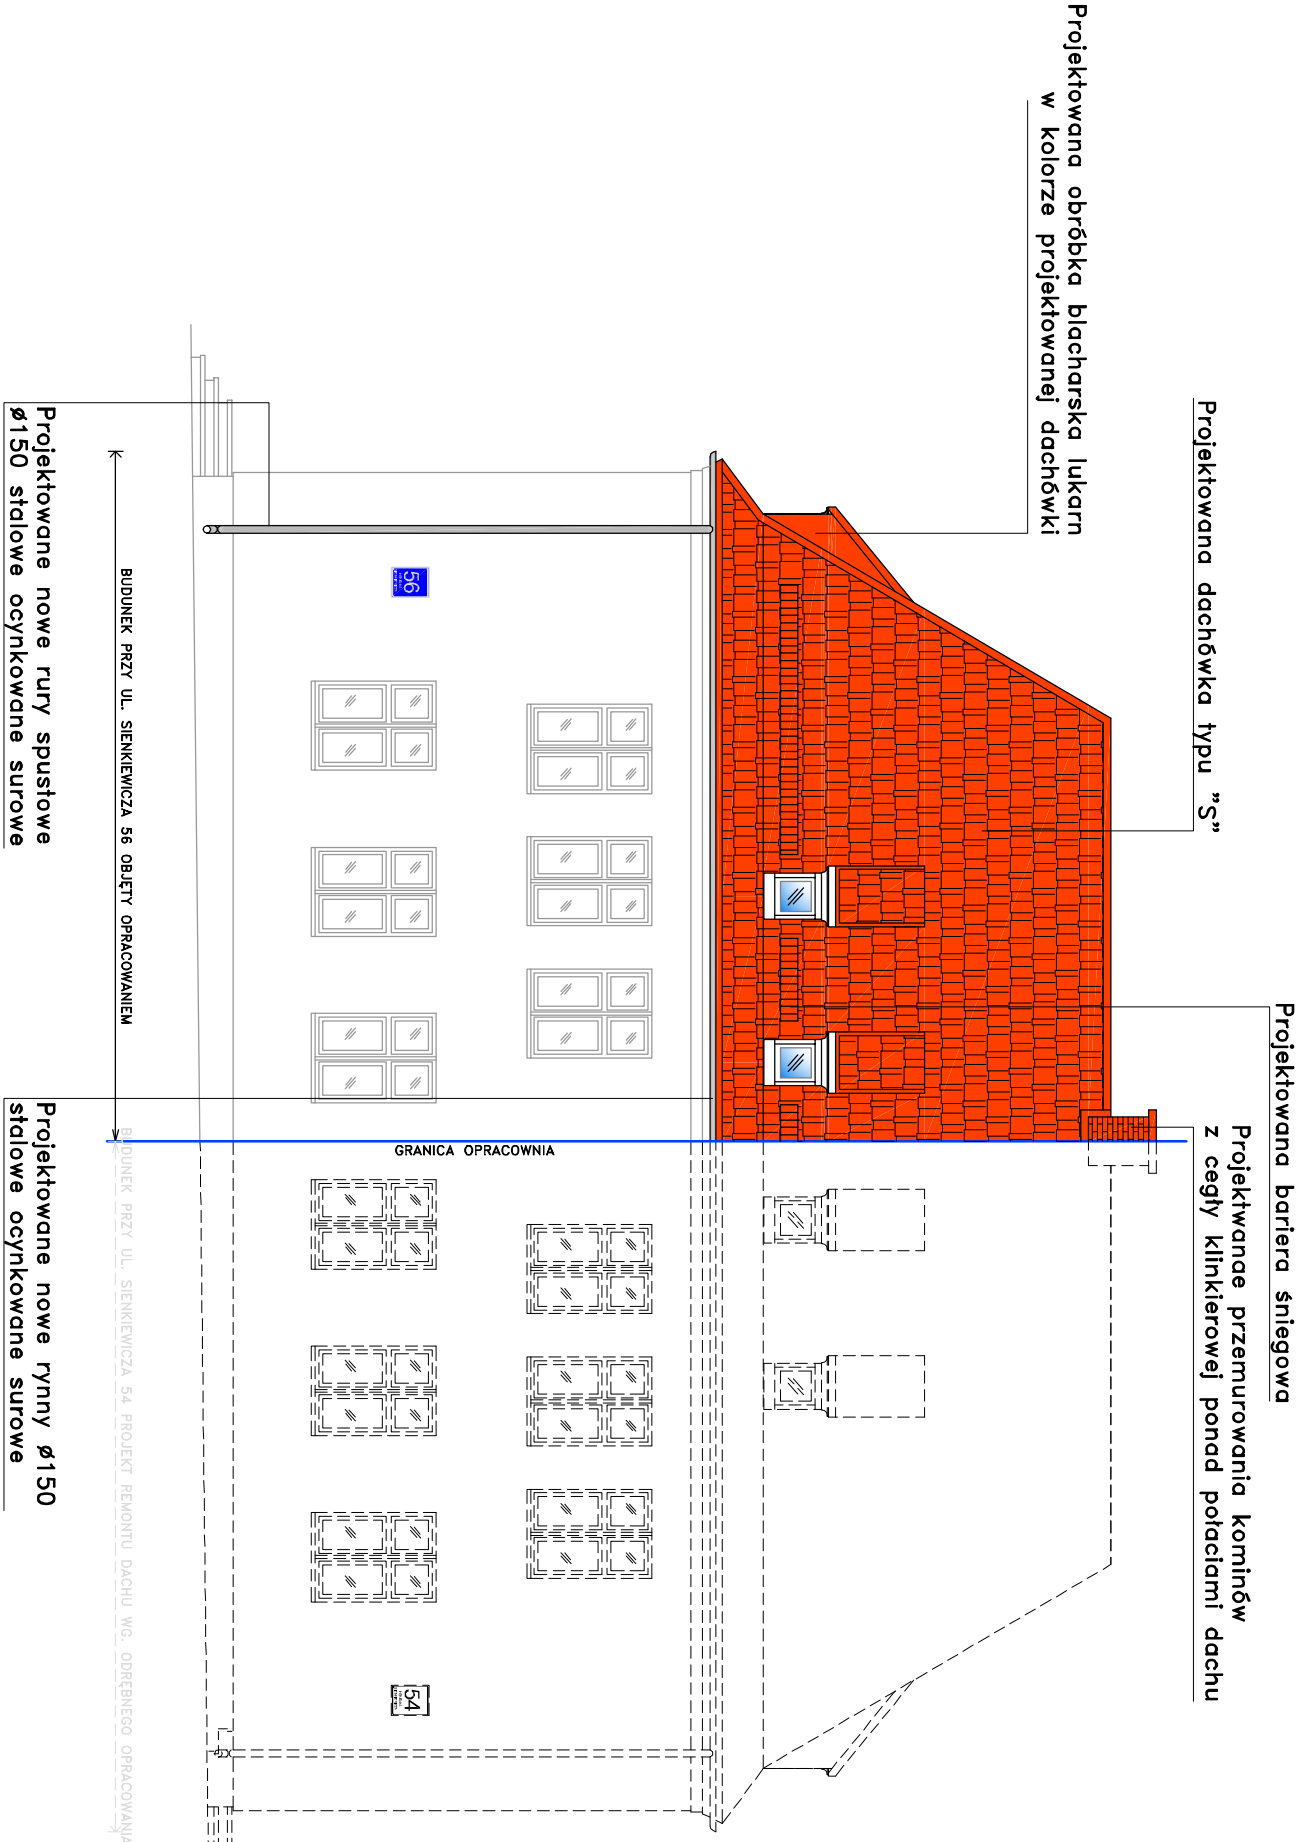 Projektowana bariera śniegowa
Projektwanae przemurowania kominów
z cegły klinkierowej ponad połaciami dachu
Projektowana dachówka typu "S"
Projektowana obróbka blacharska lukarn
w kolorze projektowanej dachówki
56
54
GRANICA OPRACOWNIA
BUDUNEK PRZY UL. SIENKIEWICZA 56 OBJĘTY OPRACOWANIEM
BUDUNEK PRZY UL. SIENKIEWICZA 54 PROJEKT REMONTU DACHU WG. ODRĘBNEGO OPRACOWANIA
Projektowane nowe rury spustowe
ø150 stalowe ocynkowane surowe
Projektowane nowe rynny ø150
stalowe ocynkowane surowe